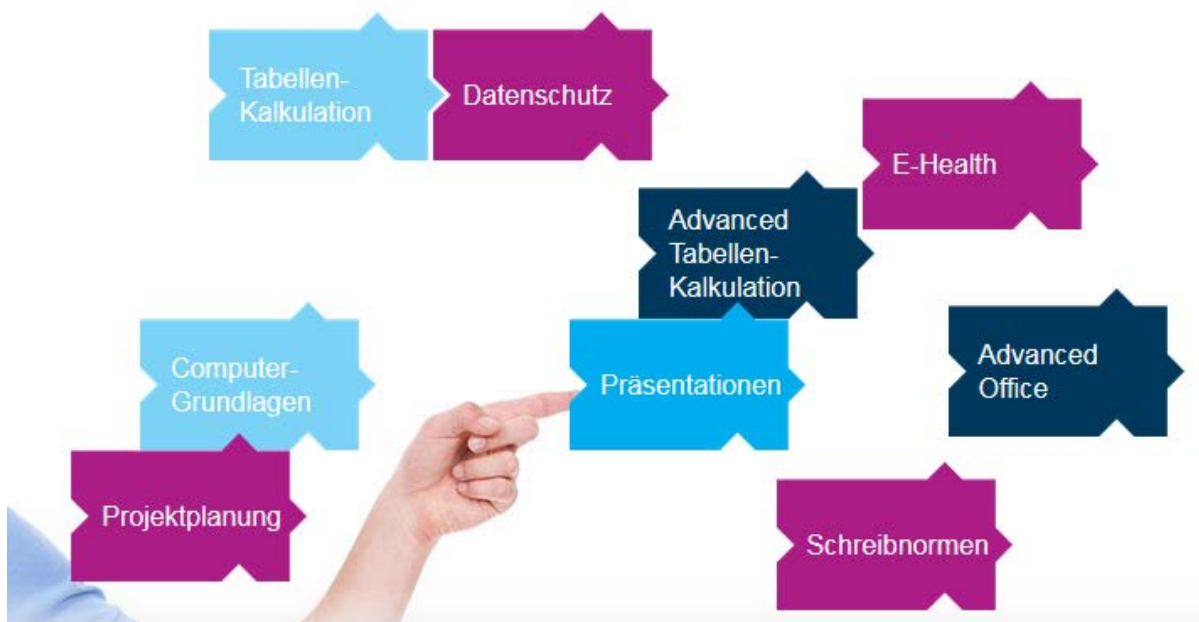 Tabellen-
Kalkulation
Datenschutz
E-Health
Advanced
Tabellen-
Kalkulation
Computer-
Grundlagen
Präsentationen
Advanced
Office
Projektplanung
Schreibnormen